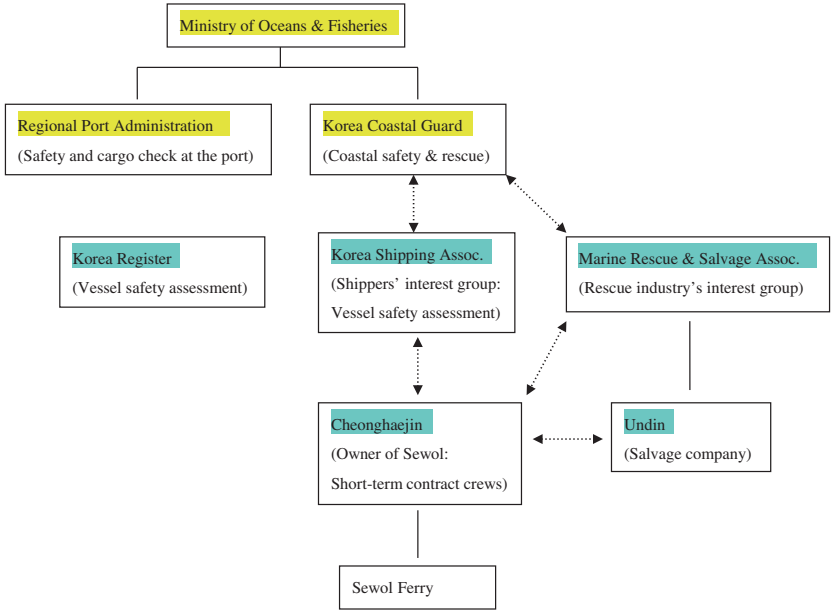 Ministry of Oceans & Fisheries
Regional Port Administration
(Safety and cargo check at the port)
Korea Coastal Guard
(Coastal safety & rescue)
Korea Register
(Vessel safety assessment)
Korea Shipping Assoc.
(Shippers’ interest group:
Vessel safety assessment)
Marine Rescue & Salvage Assoc.
(Rescue industry’s interest group)
Cheonghaejin
(Owner of Sewol:
Short-term contract crews)
Undin
(Salvage company)
Sewol Ferry